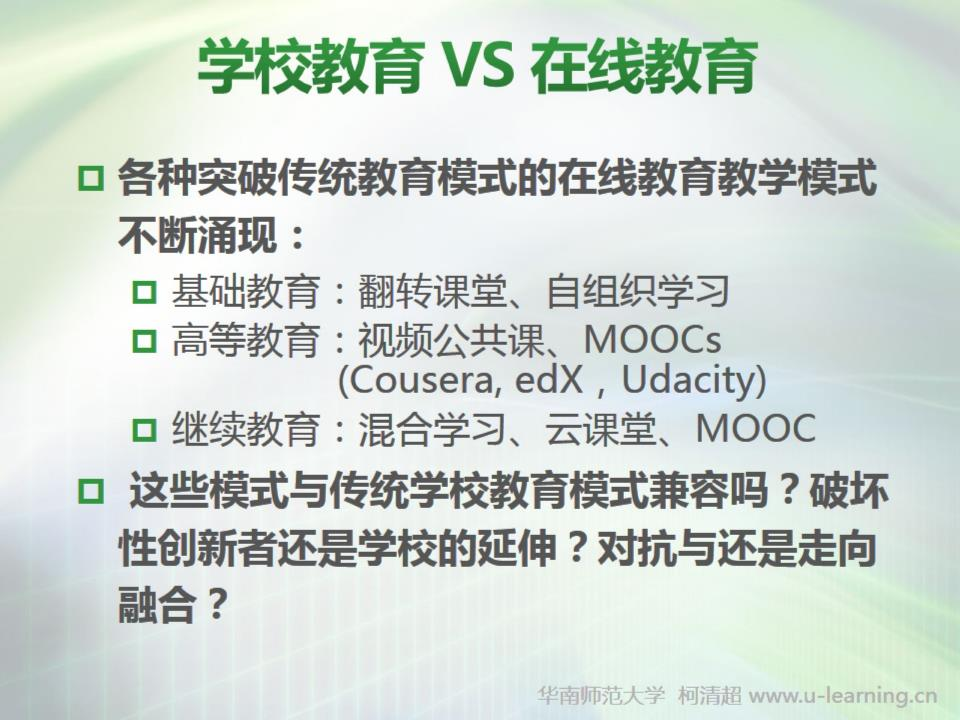 学校教育 VS 在线教育
各种突破传统教育模式的在线教育教学模式
不断涌现：
基础教育：翻转课堂、自组织学习
高等教育：视频公共课、MOOCs
(Cousera, edX，Udacity)
继续教育：混合学习、云课堂、MOOC
这些模式与传统学校教育模式兼容吗？破坏
性创新者还是学校的延伸？对抗与还是走向
融合？
华南师范大学 柯清超 www.u-learning.cn